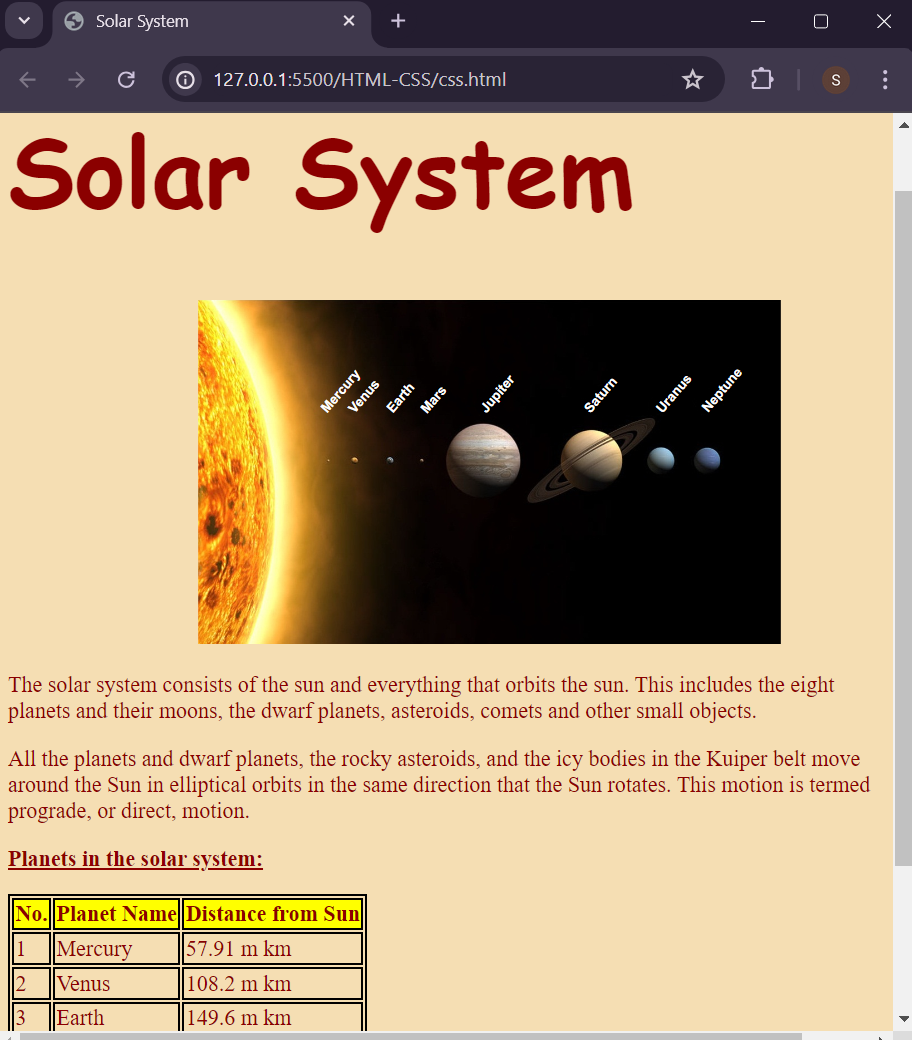 Solar System
127.0.0.1:5500/HTML-CSS/css.html
S
Solar System
Mercury
Venus
Earth
Mars
Jupiter
Saturn
Uranus
Neptune
The solar system consists of the sun and everything that orbits the sun. This includes the eight
planets and their moons, the dwarf planets, asteroids, comets and other small objects.
All the planets and dwarf planets, the rocky asteroids, and the icy bodies in the Kuiper belt move
around the Sun in elliptical orbits in the same direction that the Sun rotates. This motion is termed
prograde, or direct, motion.
Planets in the solar system:
No. Planet Name Distance from Sun
1 Mercury 57.91 m km
2 Venus 108.2 m km
3 Earth 149.6 m km